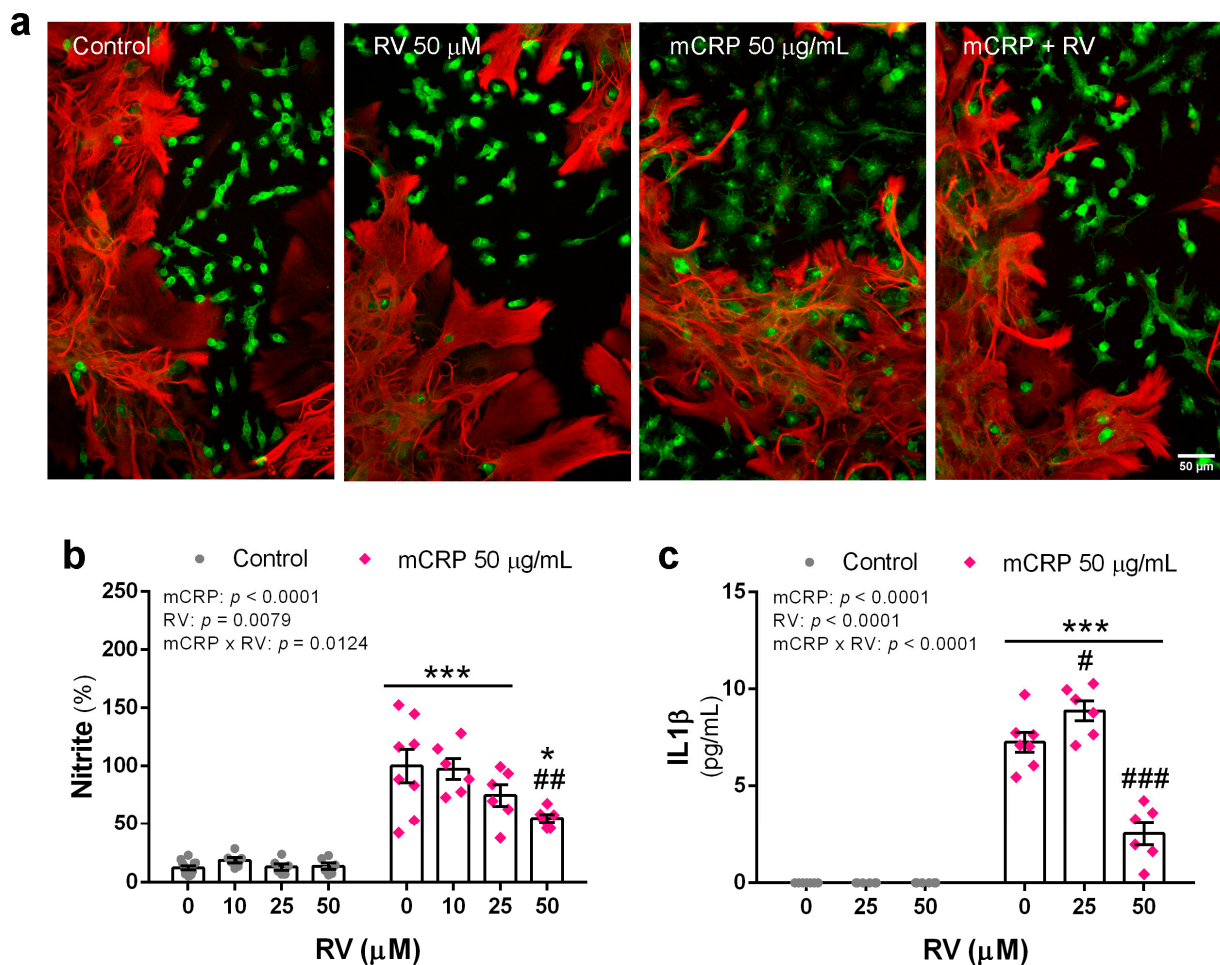 a
Control
RV 50 μM
mCRP 50 μg/mL
mCRP + RV
50 μm
b
Control
mCRP 50 μg/mL
mCRP: p < 0.0001
RV: p = 0.0079
mCRP x RV: p = 0.0124
Nitrite (%)
250
200
150
100
50
0
***
*
##
0 10 25 50 0 10 25 50
RV (μM)
c
Control
mCRP 50 μg/mL
mCRP: p < 0.0001
RV: p < 0.0001
mCRP x RV: p < 0.0001
IL1β
(pg/mL)
15
10
5
0
***
#
###
0 25 50 0 25 50
RV (μM)